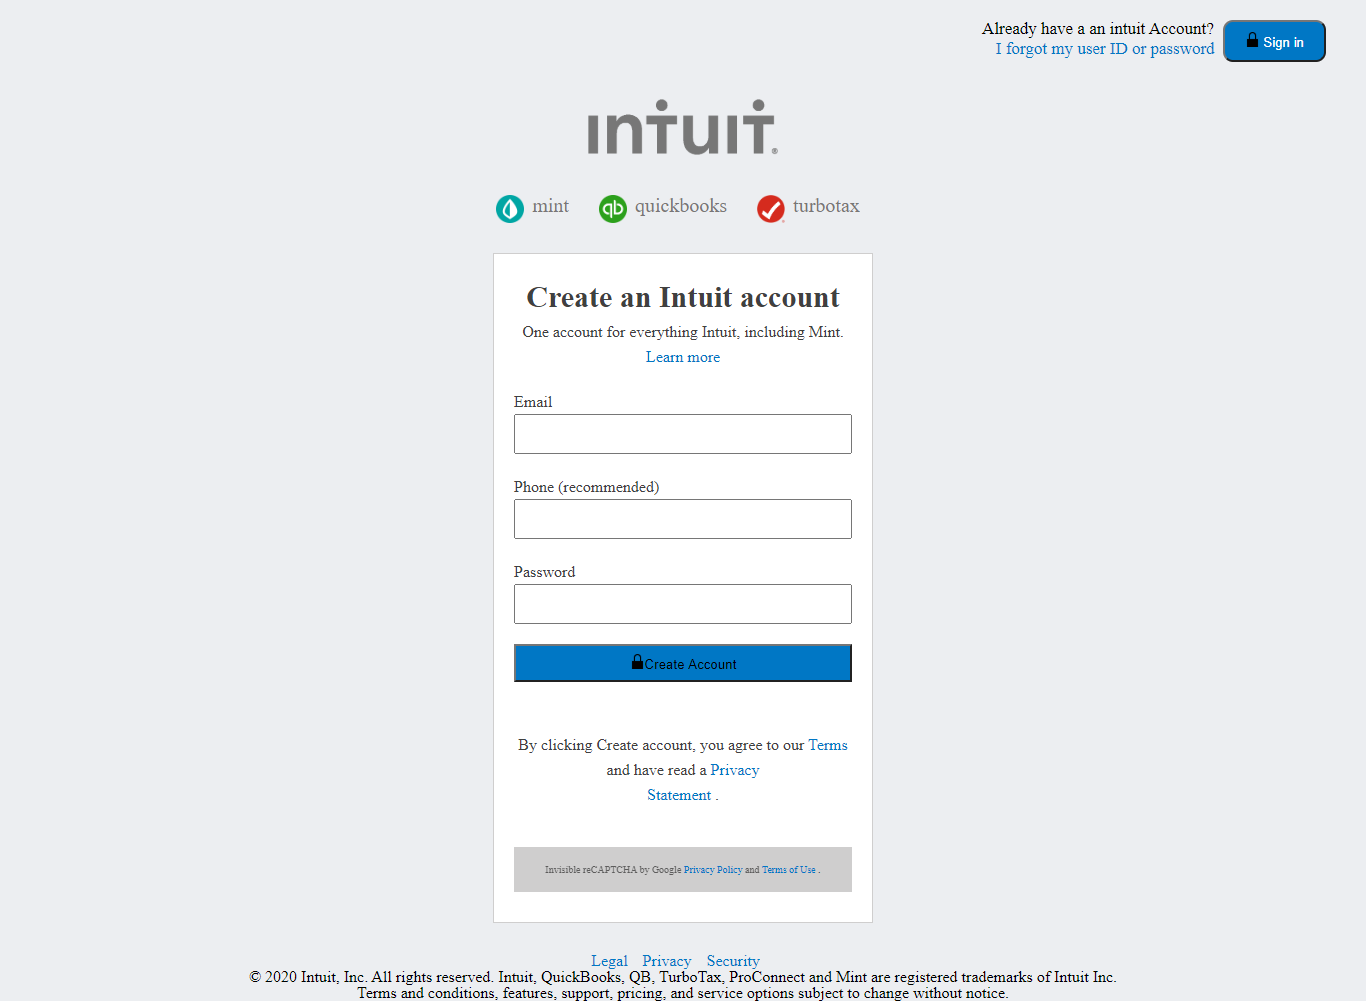 Already have a an intuit Account?
I forgot my user ID or password
Sign in
intuit®
mint
quickbooks
turbotax
Create an Intuit account
One account for everything Intuit, including Mint.
Learn more
Email
Phone (recommended)
Password
Create Account
By clicking Create account, you agree to our Terms
and have read a Privacy
Statement .
Invisible reCAPTCHA by Google Privacy Policy and Terms of Use .
Legal Privacy Security
© 2020 Intuit, Inc. All rights reserved. Intuit, QuickBooks, QB, TurboTax, ProConnect and Mint are registered trademarks of Intuit Inc.
Terms and conditions, features, support, pricing, and service options subject to change without notice.